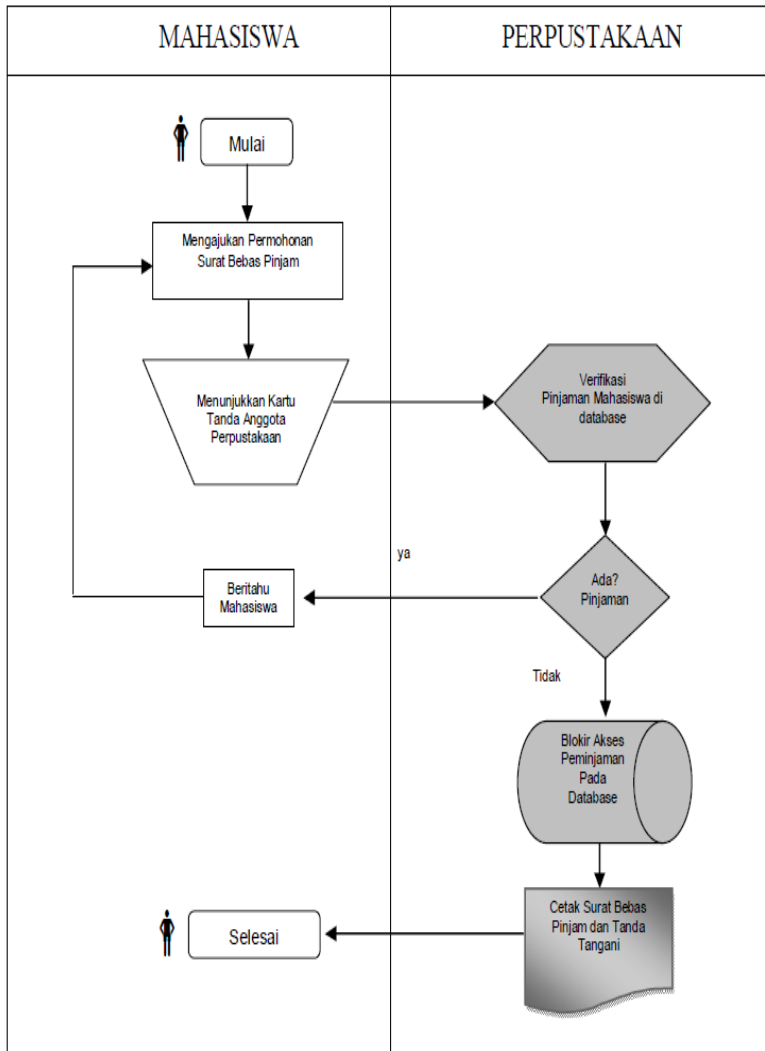 MAHASISWA
PERPUSTAKAAN
Mulai
Mengajukan Permohonan
Surat Bebas Pinjam
Menunjukkan Kartu
Tanda Anggota
Perpustakaan
Verifikasi
Pinjaman Mahasiswa di
database
Ada?
Pinjaman
ya
Beritahu
Mahasiswa
Tidak
Blokir Akses
Peminjaman
Pada
Database
Cetak Surat Bebas
Pinjam dan Tanda
Tangani
Selesai